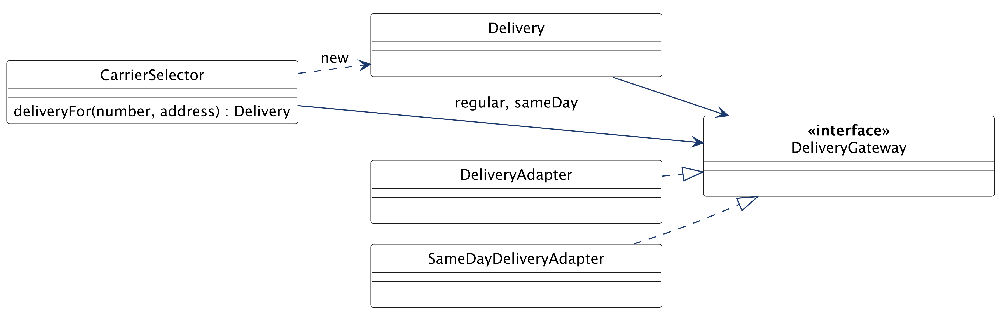 Delivery
new
CarrierSelector
deliveryFor(number, address) : Delivery
regular, sameDay
«interface»
DeliveryGateway
DeliveryAdapter
SameDayDeliveryAdapter